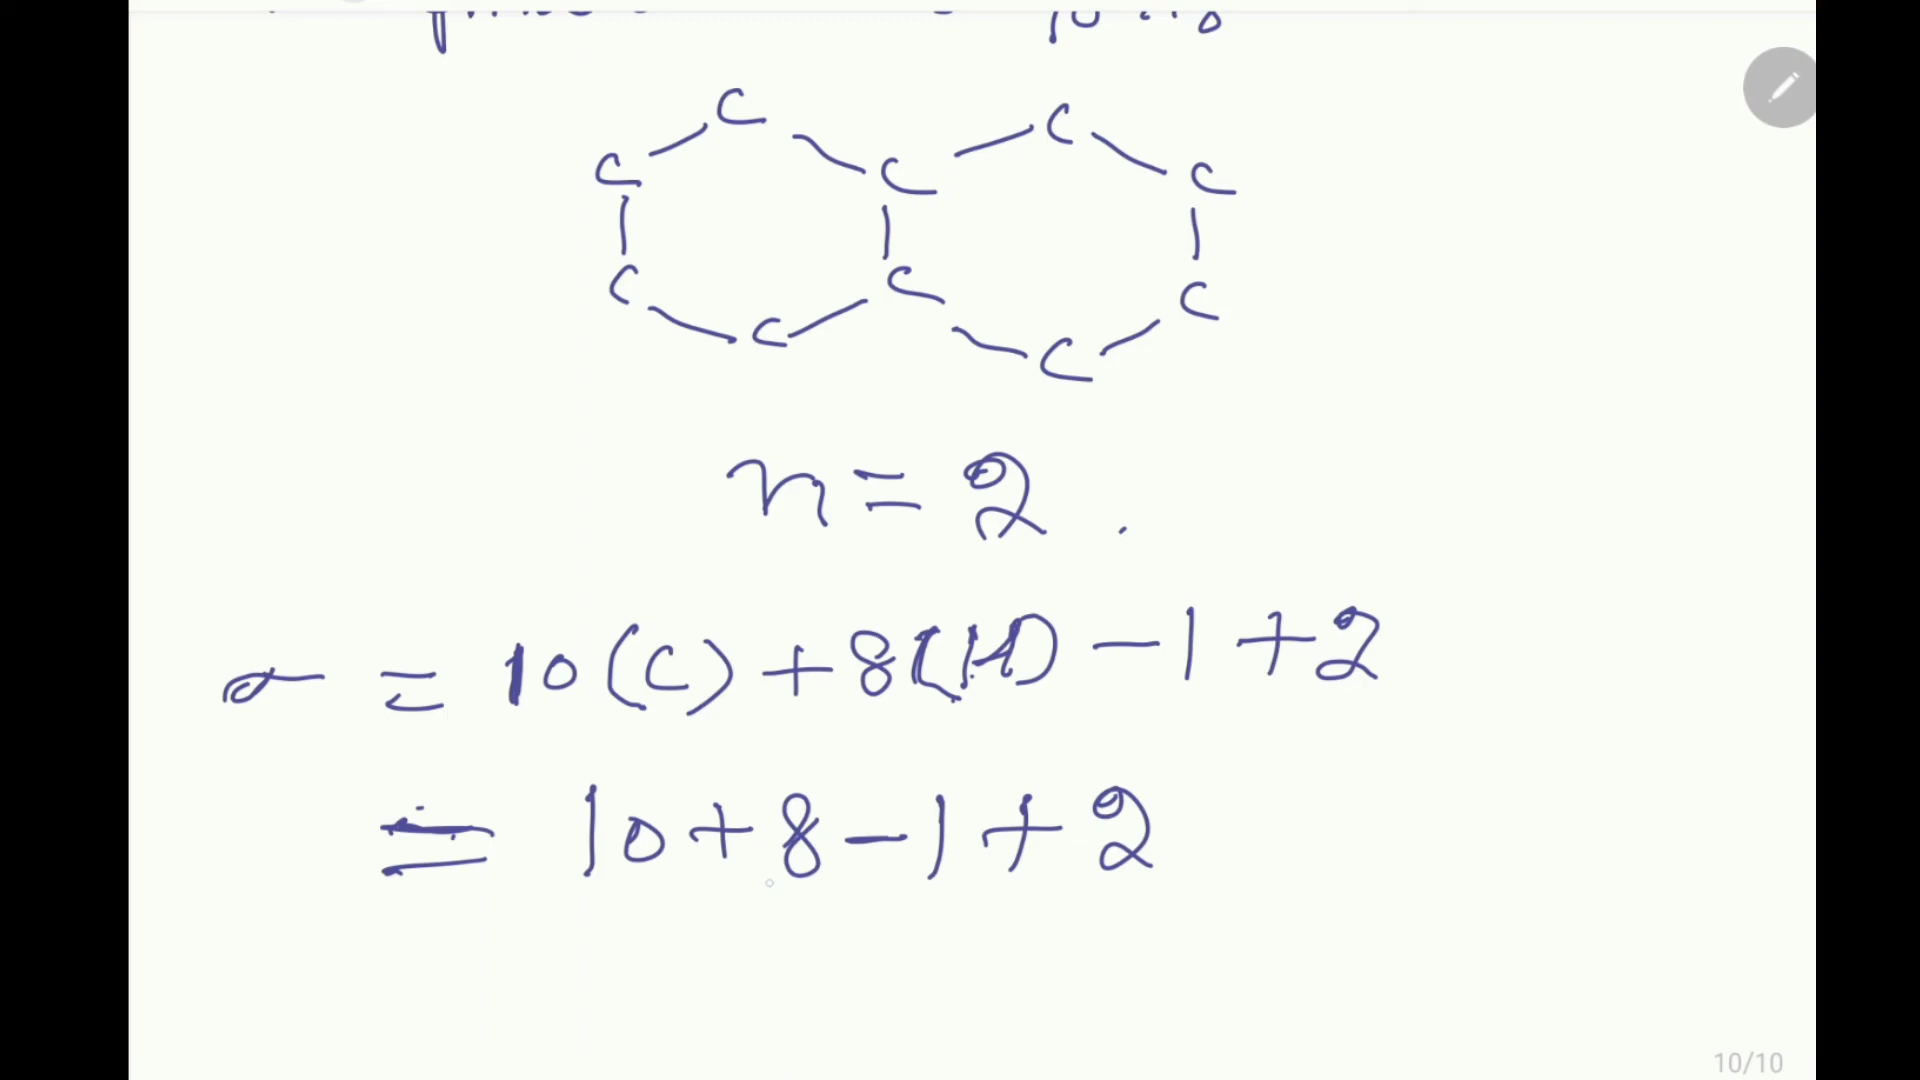 C C
C C C
C C C
C C
n = 2 .
σ = 10 (C) + 8 (H) - 1 + 2
= 10 + 8 - 1 + 2
10/10